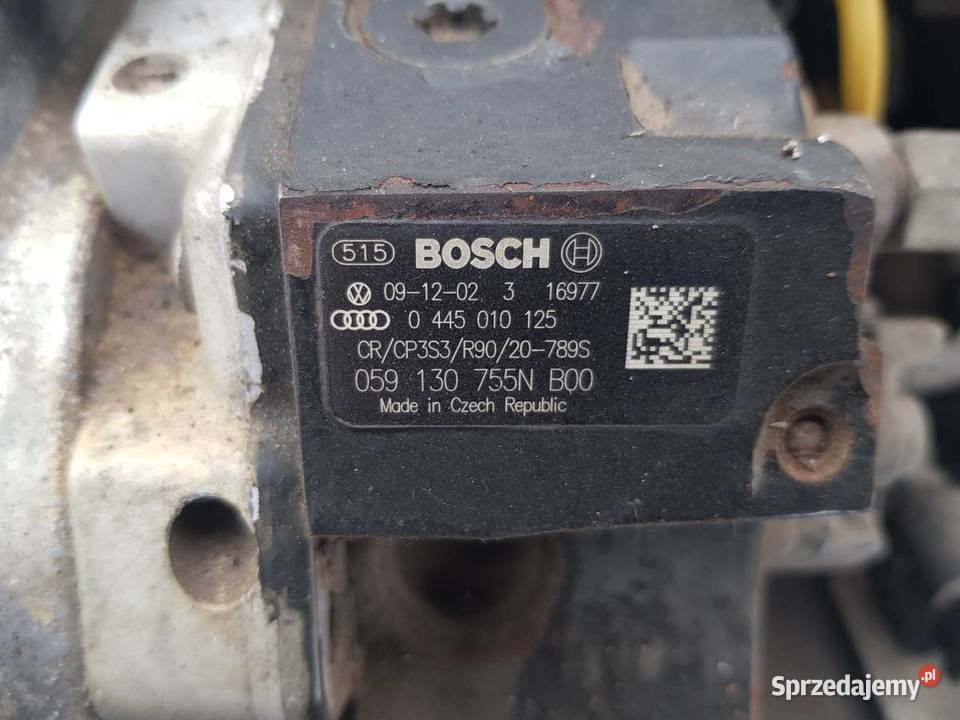 515 BOSCH
09-12-02 3 16977
0 445 010 125
CR/CP3S3/R90/20-789S
059 130 755N B00
Made in Czech Republic
Sprzedajemy.pl